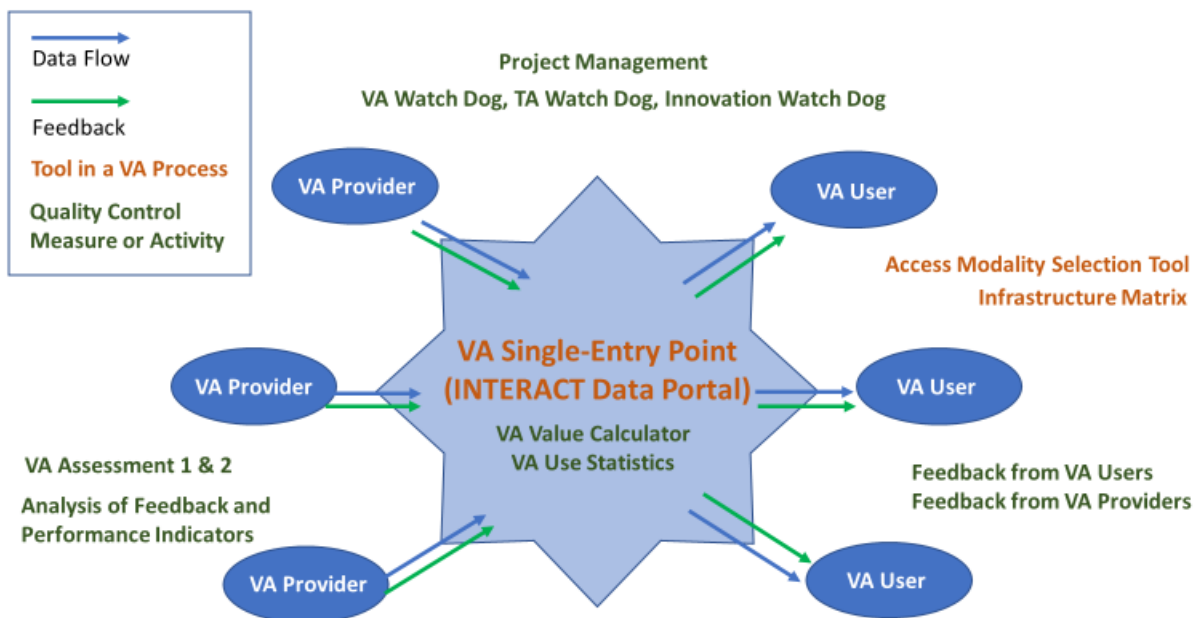 Data Flow
Feedback
Tool in a VA Process
Quality Control
Measure or Activity
Project Management
VA Watch Dog, TA Watch Dog, Innovation Watch Dog
VA Provider
VA User
Access Modality Selection Tool
Infrastructure Matrix
VA Single-Entry Point
(INTERACT Data Portal)
VA Provider
VA User
VA Value Calculator
VA Use Statistics
VA Assessment 1 & 2
Analysis of Feedback and
Performance Indicators
Feedback from VA Users
Feedback from VA Providers
VA Provider
VA User